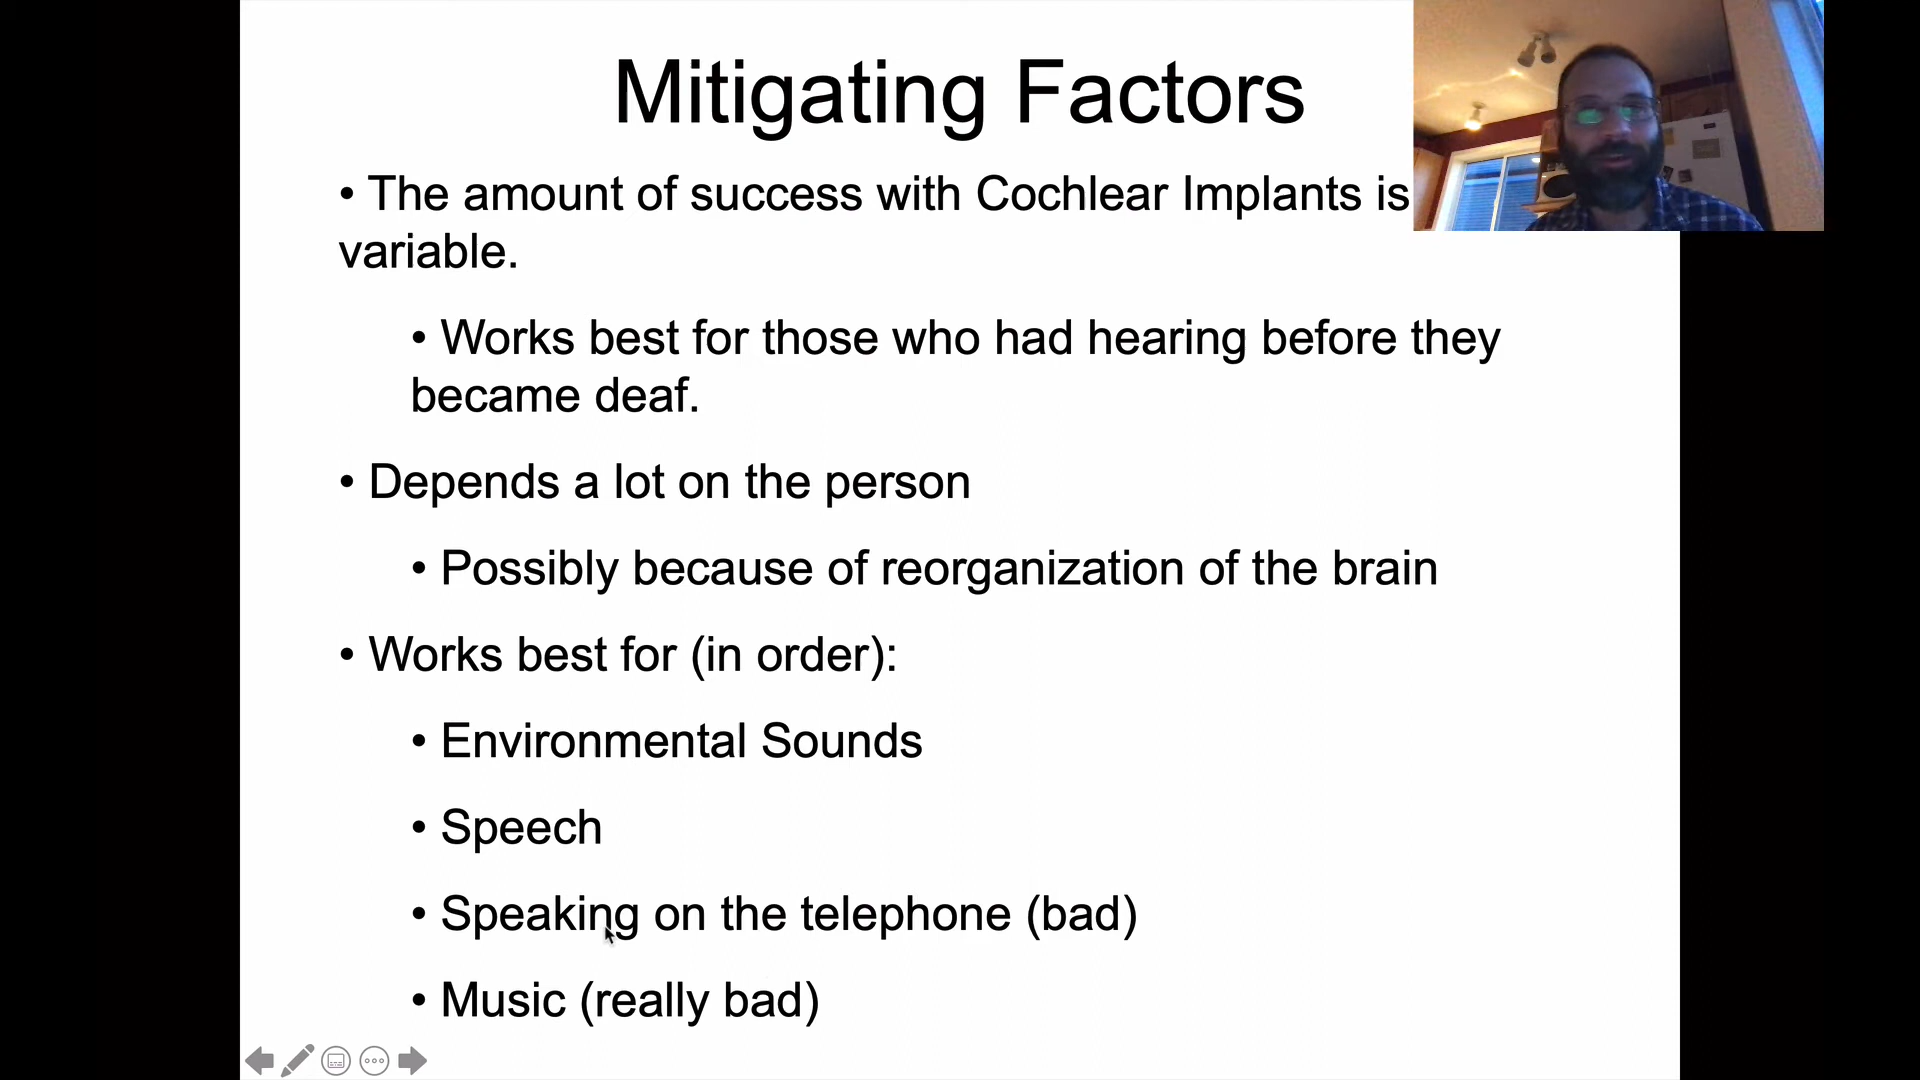 Mitigating Factors
• The amount of success with Cochlear Implants is
variable.
• Works best for those who had hearing before they
became deaf.
• Depends a lot on the person
• Possibly because of reorganization of the brain
• Works best for (in order):
• Environmental Sounds
• Speech
• Speaking on the telephone (bad)
• Music (really bad)